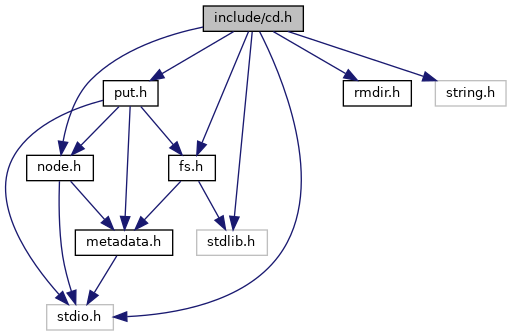 include/cd.h
put.h
rmdir.h
string.h
node.h
fs.h
metadata.h
stdlib.h
stdio.h